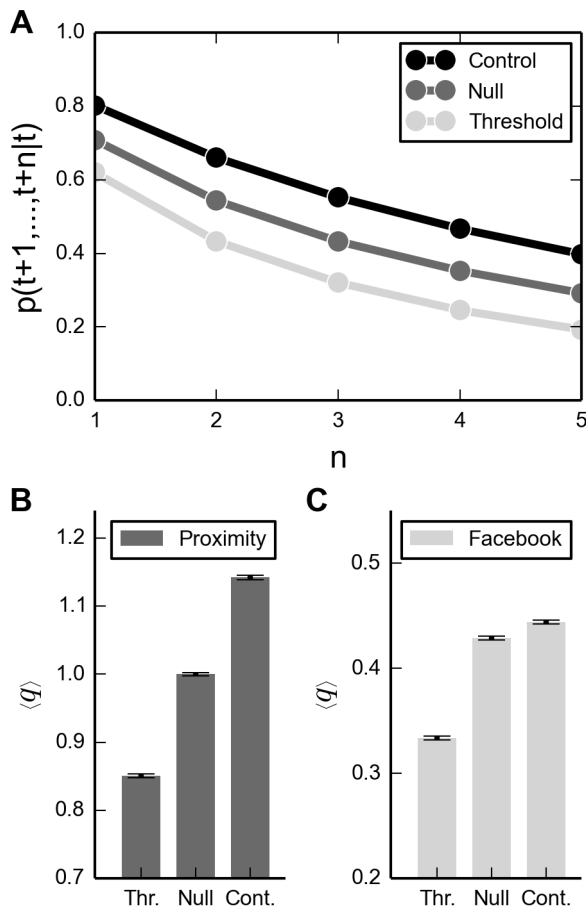 A
1.0
0.8
0.6
0.4
0.2
0.0
p(t+1,...,t+n|t)
Control
Null
Threshold
1 2 3 4 5
n
B
1.2
1.1
1.0
0.9
0.8
0.7
⟨q⟩
Proximity
Thr. Null Cont.
C
0.5
0.4
0.3
0.2
⟨q⟩
Facebook
Thr. Null Cont.